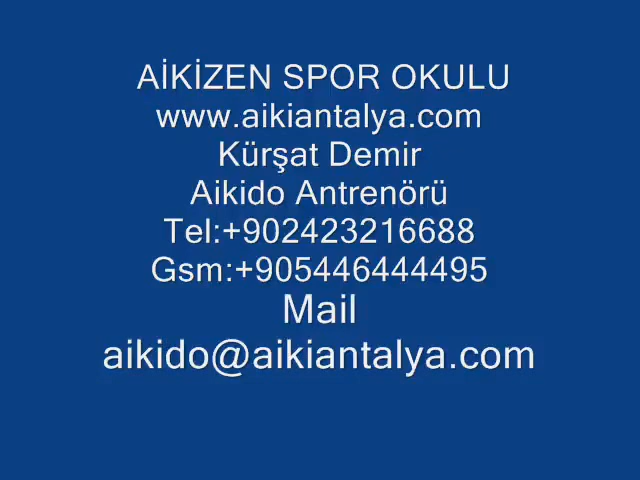 AİKİZEN SPOR OKULU
www.aikiantalya.com
Kürşat Demir
Aikido Antrenörü
Tel:+902423216688
Gsm:+905446444495
Mail
aikido@aikiantalya.com